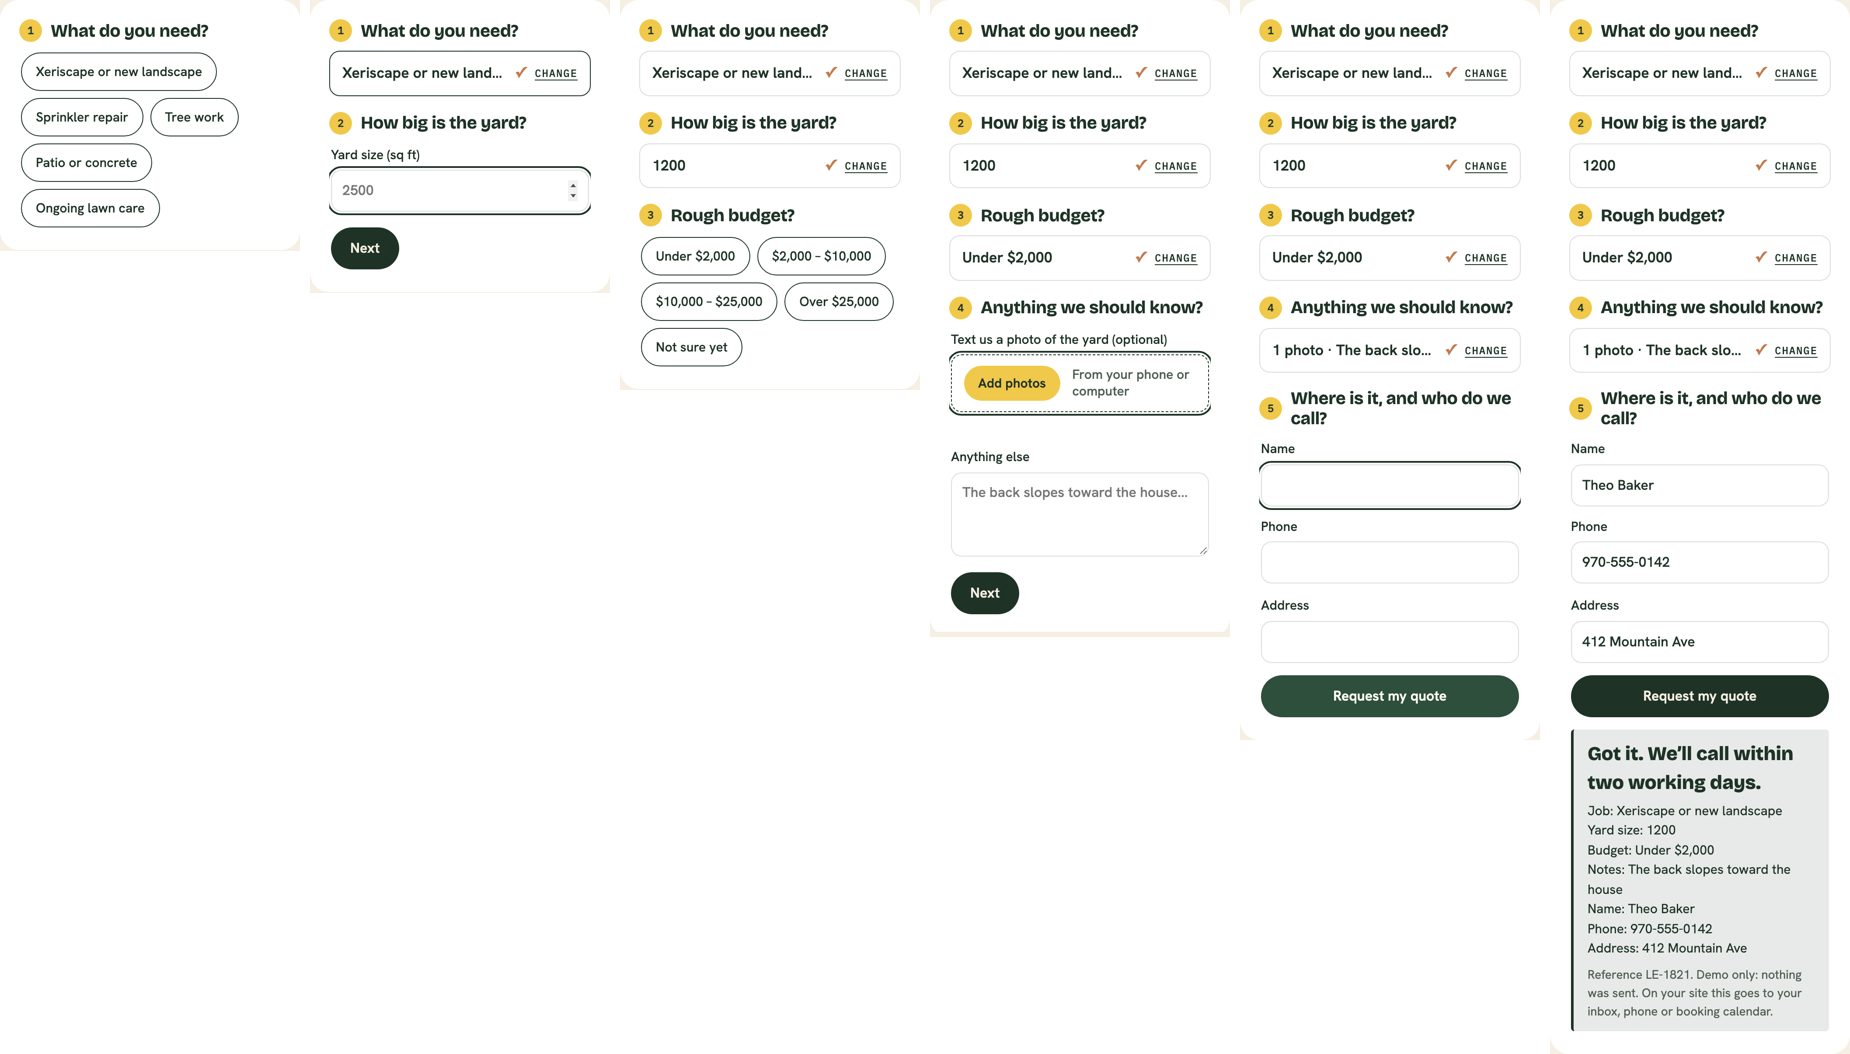 1 What do you need?
Xeriscape or new landscape
Sprinkler repair
Tree work
Patio or concrete
Ongoing lawn care
1 What do you need?
Xeriscape or new land... ✓ CHANGE
2 How big is the yard?
Yard size (sq ft)
2500
Next
1 What do you need?
Xeriscape or new land... ✓ CHANGE
2 How big is the yard?
1200 ✓ CHANGE
3 Rough budget?
Under $2,000
$2,000 – $10,000
$10,000 – $25,000
Over $25,000
Not sure yet
1 What do you need?
Xeriscape or new land... ✓ CHANGE
2 How big is the yard?
1200 ✓ CHANGE
3 Rough budget?
Under $2,000 ✓ CHANGE
4 Anything we should know?
Text us a photo of the yard (optional)
Add photos
From your phone or
computer
Anything else
The back slopes toward the house...
Next
1 What do you need?
Xeriscape or new land... ✓ CHANGE
2 How big is the yard?
1200 ✓ CHANGE
3 Rough budget?
Under $2,000 ✓ CHANGE
4 Anything we should know?
1 photo · The back slo... ✓ CHANGE
5 Where is it, and who do we
call?
Name
Phone
Address
Request my quote
1 What do you need?
Xeriscape or new land... ✓ CHANGE
2 How big is the yard?
1200 ✓ CHANGE
3 Rough budget?
Under $2,000 ✓ CHANGE
4 Anything we should know?
1 photo · The back slo... ✓ CHANGE
5 Where is it, and who do we
call?
Name
Theo Baker
Phone
970-555-0142
Address
412 Mountain Ave
Request my quote
Got it. We’ll call within
two working days.
Job: Xeriscape or new landscape
Yard size: 1200
Budget: Under $2,000
Notes: The back slopes toward the
house
Name: Theo Baker
Phone: 970-555-0142
Address: 412 Mountain Ave
Reference LE-1821. Demo only: nothing
was sent. On your site this goes to your
inbox, phone or booking calendar.